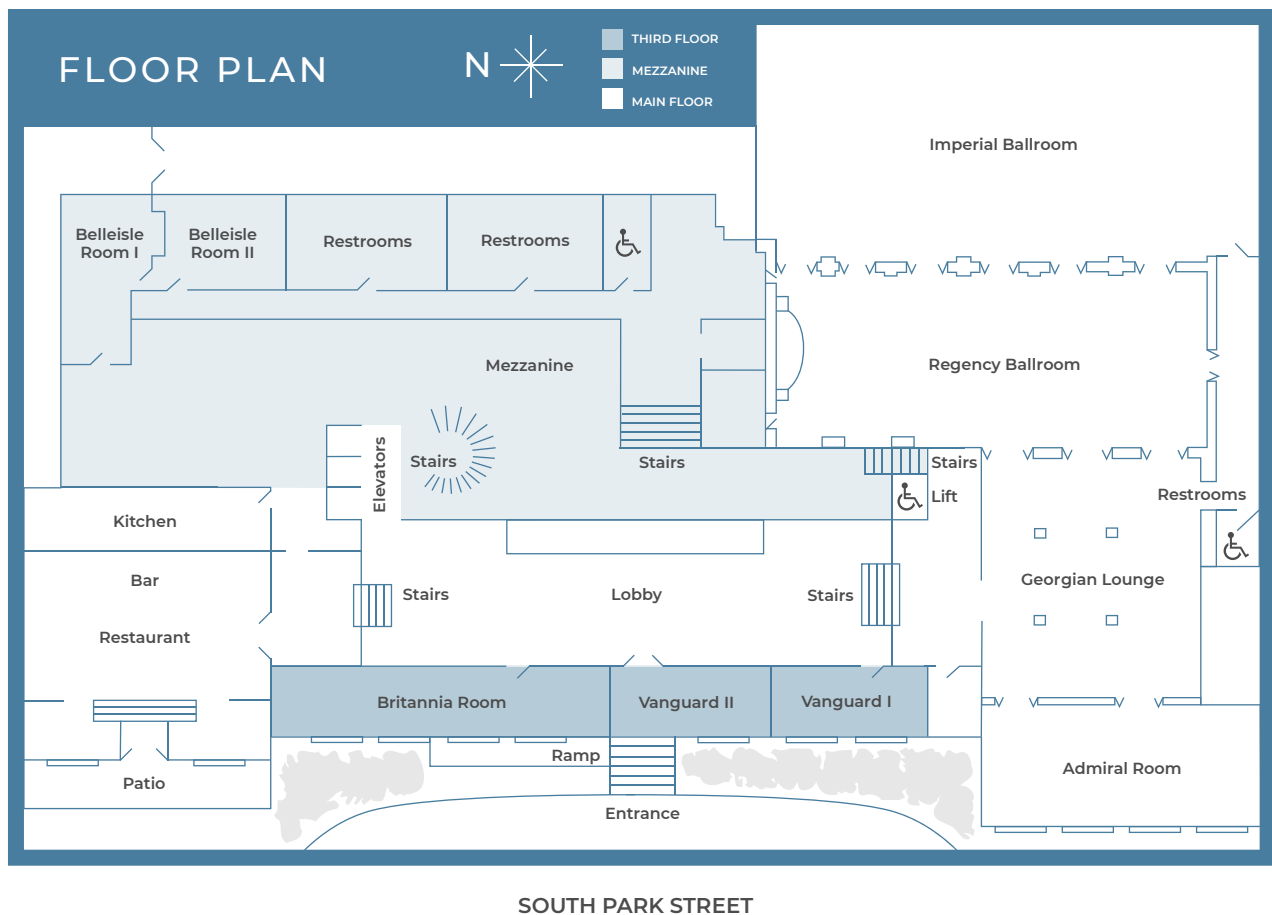 FLOOR PLAN
N
THIRD FLOOR
MEZZANINE
MAIN FLOOR
Imperial Ballroom
Belleisle
Room I
Belleisle
Room II
Restrooms
Restrooms
Mezzanine
Regency Ballroom
Elevators
Stairs
Stairs
Stairs
Lift
Restrooms
Kitchen
Bar
Restaurant
Stairs
Lobby
Stairs
Georgian Lounge
Britannia Room
Vanguard II
Vanguard I
Ramp
Patio
Entrance
Admiral Room
SOUTH PARK STREET